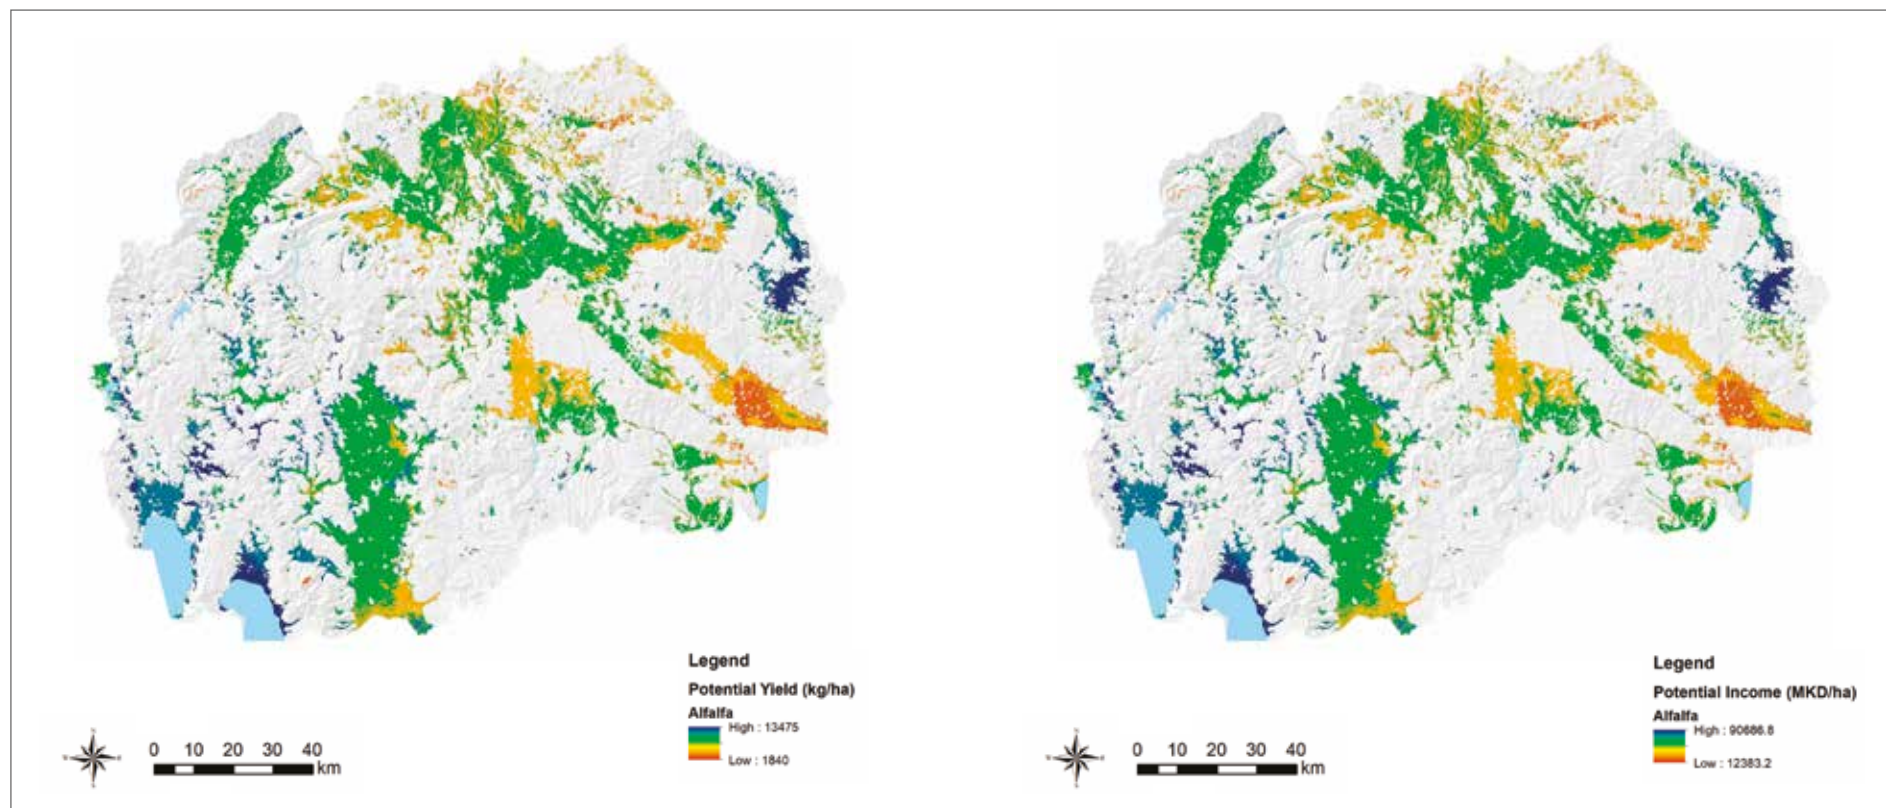 Legend
Potential Yield (kg/ha)
Alfalfa
High : 13475
Low : 1840
0 10 20 30 40
km
Legend
Potential Income (MKD/ha)
Alfalfa
High : 90686.8
Low : 12383.2
0 10 20 30 40
km